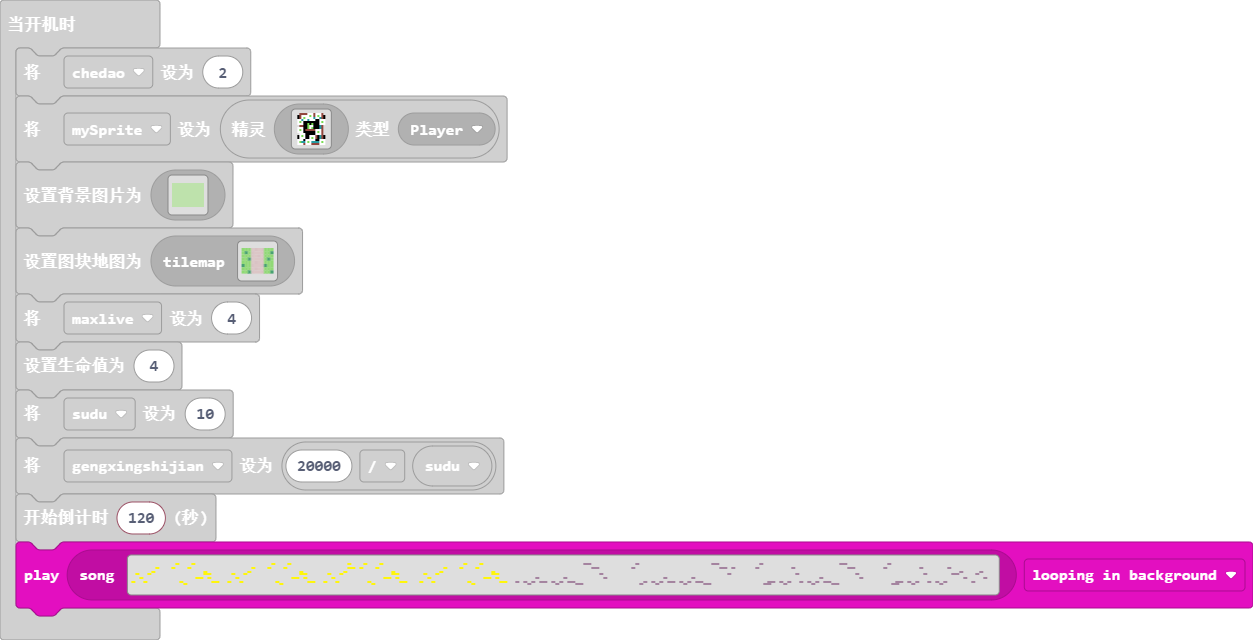 当开机时
将 chedao 设为 2
将 mySprite 设为 精灵 类型 Player
设置背景图片为
设置图块地图为 tilemap
将 maxlive 设为 4
设置生命值为 4
将 sudu 设为 10
将 gengxingshijian 设为 20000 / sudu
开始倒计时 120 (秒)
play song looping in background